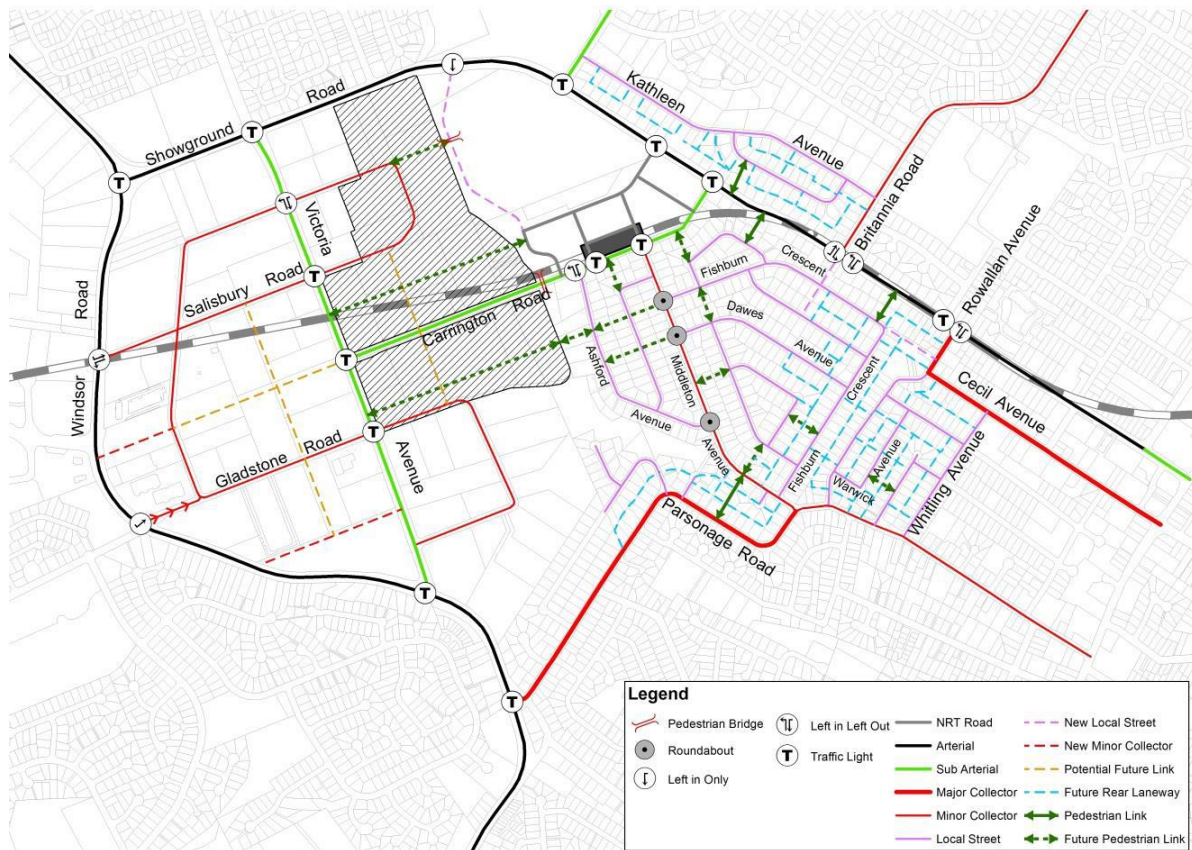 Kathleen
Avenue
Showground
Road
Britannia Road
Rowallan Avenue
Victoria
Avenue
Windsor
Road
Salisbury
Road
Carrington
Road
Gladstone
Road
Fishburn
Crescent
Dawes
Avenue
Ashford
Avenue
Middleton
Avenue
Fishburn
Crescent
Cecil Avenue
Warwick
Avenue
Whitling Avenue
Parsonage Road
T
T
T
T
T
T
T
T
T
T
T
T
T
Legend
Pedestrian Bridge
Roundabout
Left in Only
Left in Left Out
T Traffic Light
NRT Road
Arterial
Sub Arterial
Major Collector
Minor Collector
Local Street
New Local Street
New Minor Collector
Potential Future Link
Future Rear Laneway
Pedestrian Link
Future Pedestrian Link